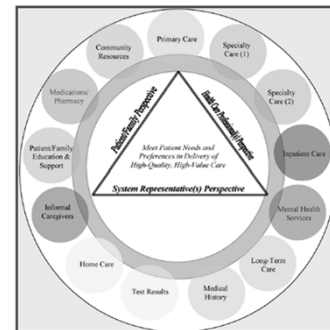 Primary Care
Specialty
Care (1)
Specialty
Care (2)
Inpatient Care
Mental Health
Services
Long-Term
Care
Medical
History
Test Results
Home Care
Informal
Caregivers
Patient/Family
Education &
Support
Medications/
Pharmacy
Community
Resources
Patient/Family Perspective
Health Care Professional(s) Perspective
Meet Patient Needs and
Preferences in Delivery of
High-Quality, High-Value Care
System Representative(s) Perspective